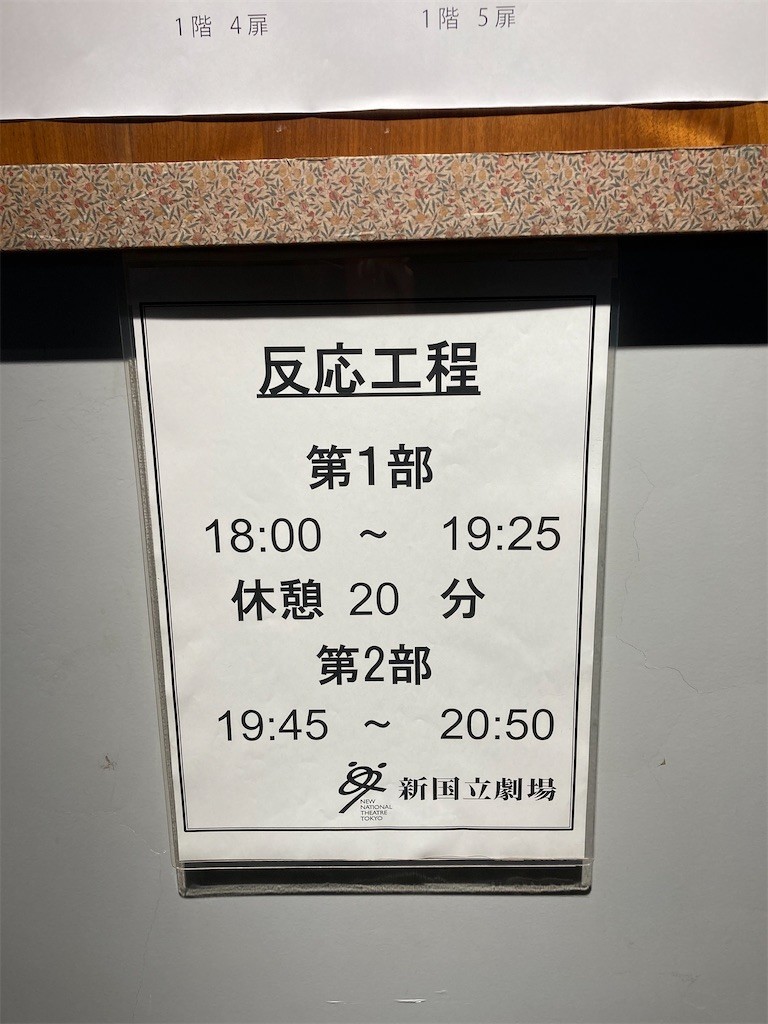 1階 4扉
1階 5扉
反応工程
第1部
18:00 ~ 19:25
休憩 20 分
第2部
19:45 ~ 20:50
NEW
NATIONAL
THEATRE
TOKYO
新国立劇場